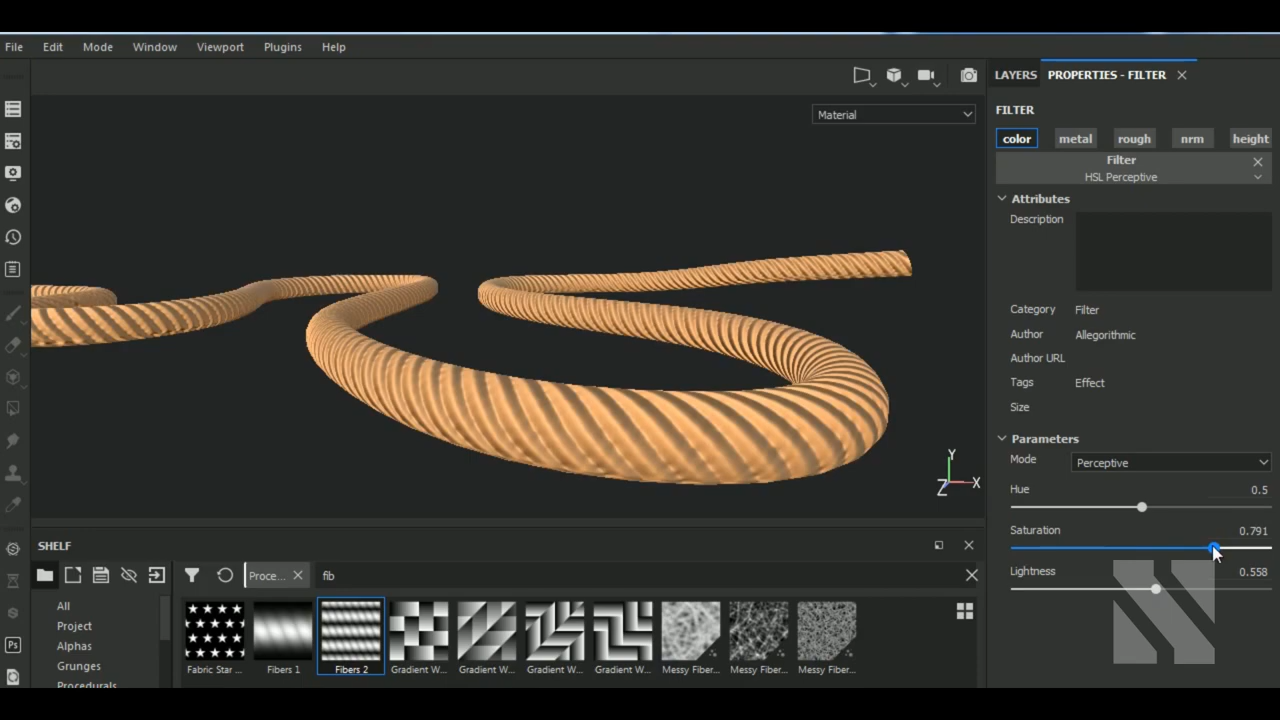 File Edit Mode Window Viewport Plugins Help
LAYERS PROPERTIES - FILTER
Material
FILTER
color metal rough nrm height
Filter
HSL Perceptive
Attributes
Description
Category Filter
Author Allegorithmic
Author URL
Tags Effect
Size
Parameters
Mode Perceptive
Hue 0.5
Saturation 0.791
Lightness 0.558
Y
Z X
SHELF
Proce... fib
All
Project
Alphas
Grunges
Procedurals
Fabric Star ... Fibers 1 Fibers 2 Gradient W... Gradient W... Gradient W... Gradient W... Messy Fiber... Messy Fiber... Messy Fiber...
Ps